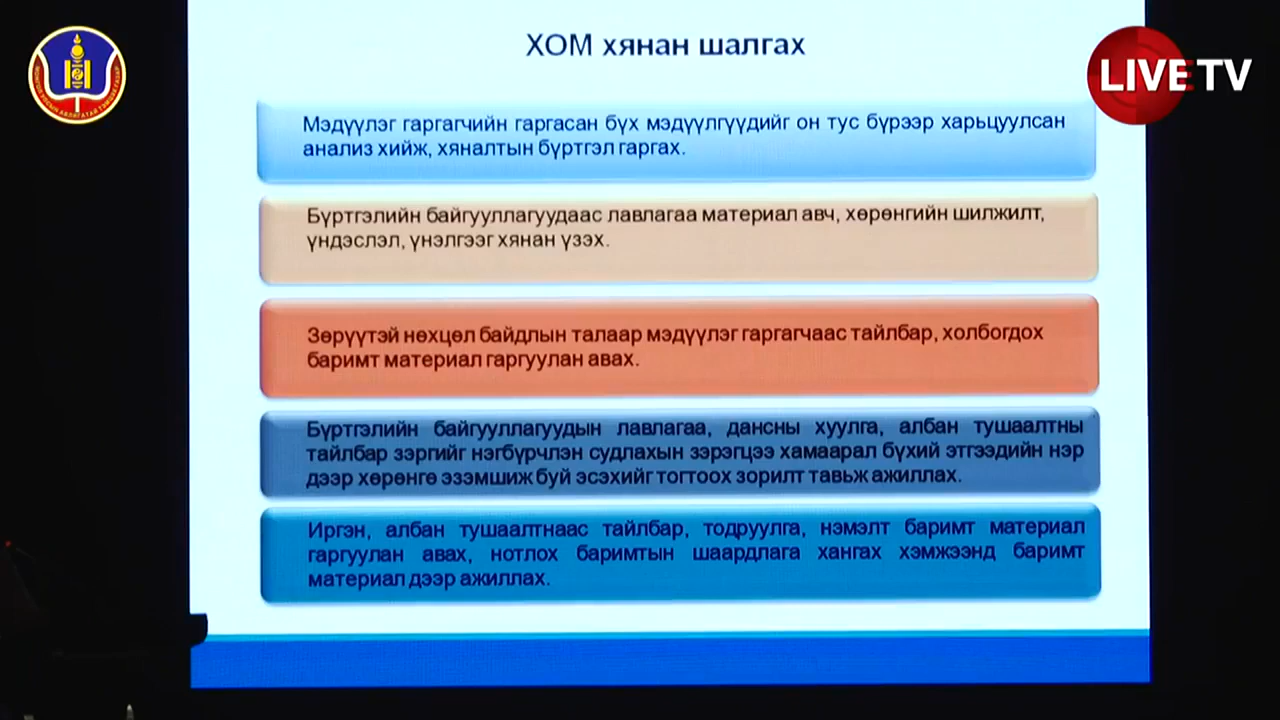 ХОМ хянан шалгах
LIVE TV
Мэдүүлэг гаргагчийн гаргасан бүх мэдүүлгүүдийг он тус бүрээр харьцуулсан
анализ хийж, хяналтын бүртгэл гаргах.
Бүртгэлийн байгууллагуудаас лавлагаа материал авч, хөрөнгийн шилжилт,
үндэслэл, үнэлгээг хянан үзэх.
Зөрүүтэй нөхцөл байдлын талаар мэдүүлэг гаргагчаас тайлбар, холбогдох
баримт материал гаргуулан авах.
Бүртгэлийн байгууллагуудын лавлагаа, дансны хуулга, албан тушаалтны
тайлбар зэргийг нэгбүрчлэн судлахын зэрэгцээ хамаарал бүхий этгээдийн нэр
дээр хөрөнгө эзэмшиж буй эсэхийг тогтоох зорилт тавьж ажиллах.
Иргэн, албан тушаалтнаас тайлбар, тодруулга, нэмэлт баримт материал
гаргуулан авах, нотлох баримтын шаардлага хангах хэмжээнд баримт
материал дээр ажиллах.